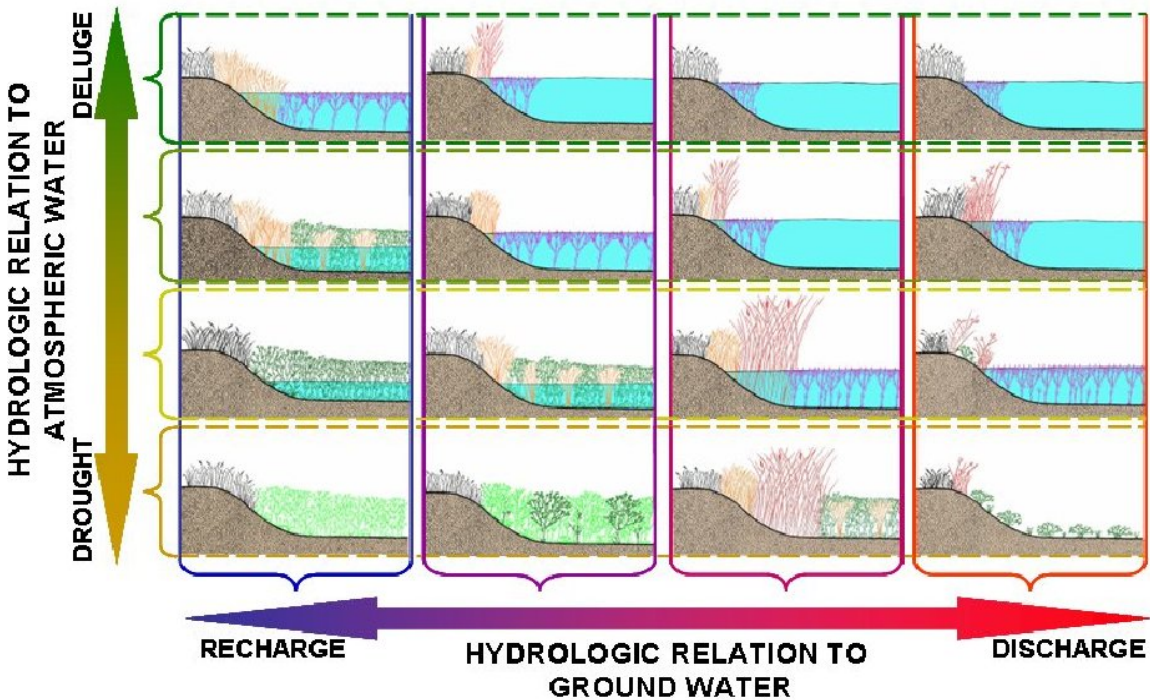 HYDROLOGIC RELATION TO
ATMOSPHERIC WATER
DELUGE
DROUGHT
RECHARGE
HYDROLOGIC RELATION TO
GROUND WATER
DISCHARGE